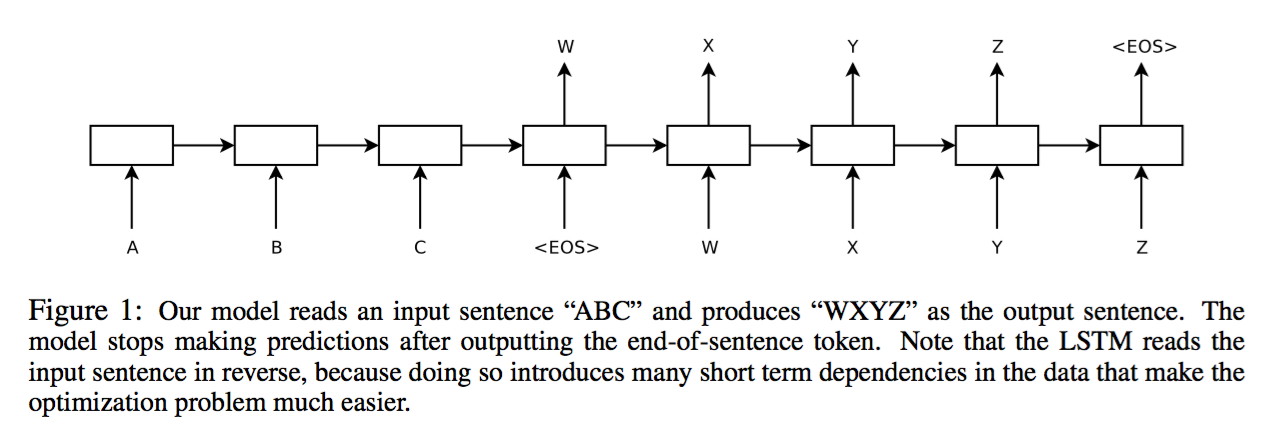 W X Y Z <EOS>
A B C <EOS> W X Y Z
Figure 1: Our model reads an input sentence “ABC” and produces “WXYZ” as the output sentence. The
model stops making predictions after outputting the end-of-sentence token. Note that the LSTM reads the
input sentence in reverse, because doing so introduces many short term dependencies in the data that make the
optimization problem much easier.